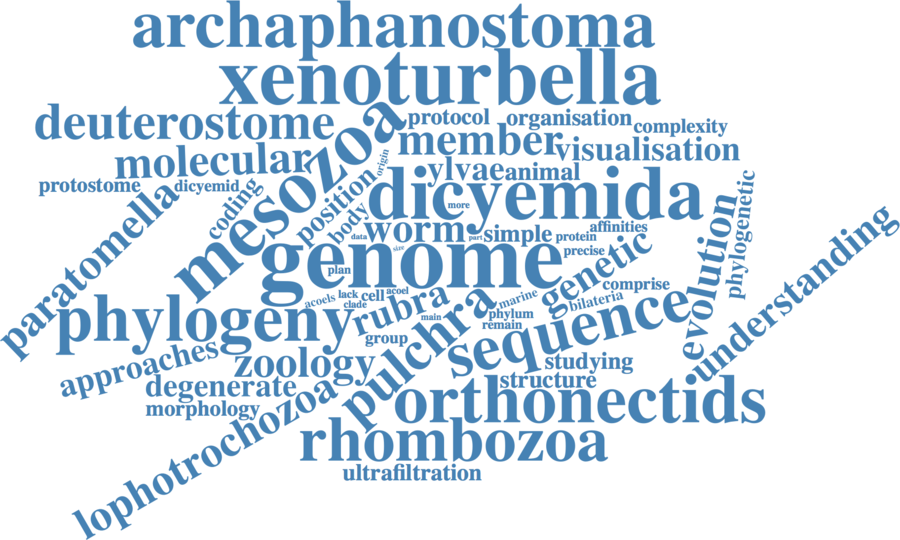 archaphanostoma
xenoturbella
deuterostome
mesozoa
protocol
organisation
complexity
member
visualisation
molecular
origin
ylvae
animal
protostome
dicyemid
coding
position
dicyemida
more
body
data
worm
part
simple
protein
affinities
precise
size
genome
plan
paratomella
genetic
evolution
phylogenetic
understanding
comprise
bilateria
acoels
lack
cell
acoel
clade
rubra
main
marine
phylum
remain
phylogeny
group
pulchra
sequence
approaches
zoology
studying
structure
degenerate
morphology
orthonectids
lophotrochozoa
rhombozoa
ultrafiltration